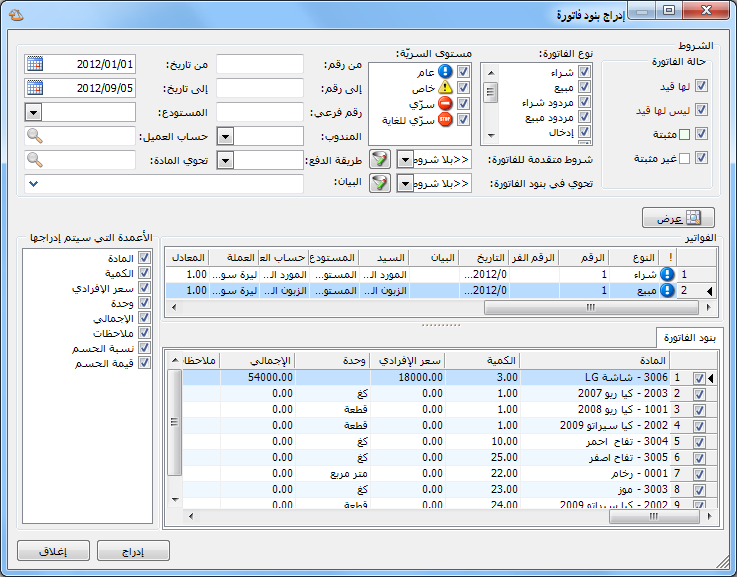 إدراج بنود فاتورة
الشروط
حالة الفاتورة
لها قيد
ليس لها قيد
مثبتة
غير مثبتة
نوع الفاتورة:
شراء
مبيع
مردود شراء
مردود مبيع
إدخال
مستوى السريّة:
عام
خاص
سرّي
سرّي للغاية
من رقم:
من تاريخ:
2012/01/01
إلى رقم:
إلى تاريخ:
2012/09/05
رقم فرعي:
المستودع:
المندوب:
حساب العميل:
شروط متقدمة للفاتورة:
<<بلا شرو
طريقة الدفع:
تحوي المادة:
تحوي في بنود الفاتورة:
<<بلا شرو
البيان:
عرض
الفواتير
! النوع الرقم الرقم الفر التاريخ البيان السيد المستودع حساب الع العملة المعادل
1 شراء 1 2012/0... المورد ال... المستو... المورد ال... ليرة سو... 1.00
2 مبيع 1 2012/0... الزبون ال... المستو... الزبون ال... ليرة سو... 1.00
بنود الفاتورة
المادة الكمية سعر الإفرادي وحدة الإجمالي ملاحظا
1 3006 - شاشة LG 3.00 18000.00 54000.00
2 2003 - كيا ريو 2007 1.00 0.00 كغ 0.00
3 1001 - كيا ريو 2008 1.00 0.00 قطعة 0.00
4 2002 - كيا سيراتو 2009 1.00 0.00 قطعة 0.00
5 3004 - تفاح احمر 10.00 0.00 كغ 0.00
6 3005 - تفاح اصفر 25.00 0.00 كغ 0.00
7 0001 - رخام 22.00 0.00 متر مربع 0.00
8 3003 - موز 23.00 0.00 كغ 0.00
9 2002 - كيا سيراتو 2009 24.00 0.00 قطعة 0.00
الأعمدة التي سيتم إدراجها
المادة
الكمية
سعر الإفرادي
وحدة
الإجمالي
ملاحظات
نسبة الحسم
قيمة الحسم
إدراج
إغلاق